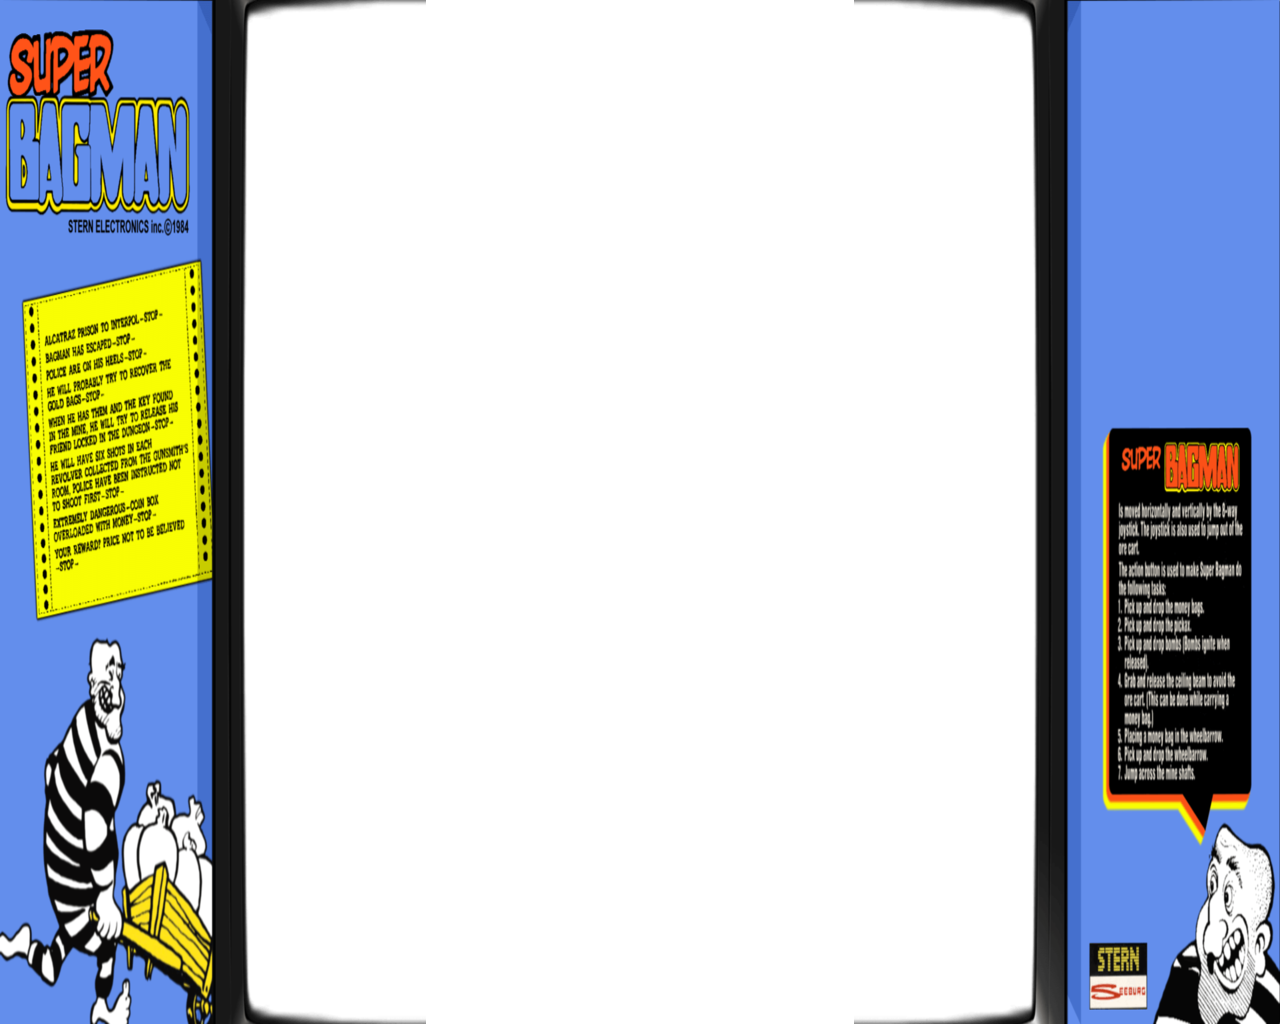 SUPER
BAGMAN
STERN ELECTRONICS inc.©1984
ALCATRAZ PRISON TO INTERPOL-STOP-
BAGMAN HAS ESCAPED-STOP-
POLICE ARE ON HIS HEELS-STOP-
HE WILL PROBABLY TRY TO RECOVER THE
GOLD BAGS-STOP-
WHEN HE HAS THEM AND THE KEY FOUND
IN THE MINE, HE WILL TRY TO RELEASE HIS
FRIEND LOCKED IN THE DUNGEON-STOP-
HE WILL HAVE SIX SHOTS IN EACH
REVOLVER COLLECTED FROM THE GUNSMITH'S
ROOM. POLICE HAVE BEEN INSTRUCTED NOT
TO SHOOT FIRST-STOP-
EXTREMELY DANGEROUS-COIN BOX
OVERLOADED WITH MONEY-STOP-
YOUR REWARD? PRICE NOT TO BE BELIEVED
-STOP-
SUPER BAGMAN
Is moved horizontally and vertically by the 8-way
joystick. The joystick is also used to jump out of the
ore cart.
The action button is used to make Super Bagman do
the following tasks:
1. Pick up and drop the money bags.
2. Pick up and drop the pickax.
3. Pick up and drop bombs (Bombs ignite when
released).
4. Grab and release the ceiling beam to avoid the
ore cart. (This can be done while carrying a
money bag.)
5. Placing a money bag in the wheelbarrow.
6. Pick up and drop the wheelbarrow.
7. Jump across the mine shafts.
STERN
SEEBURG